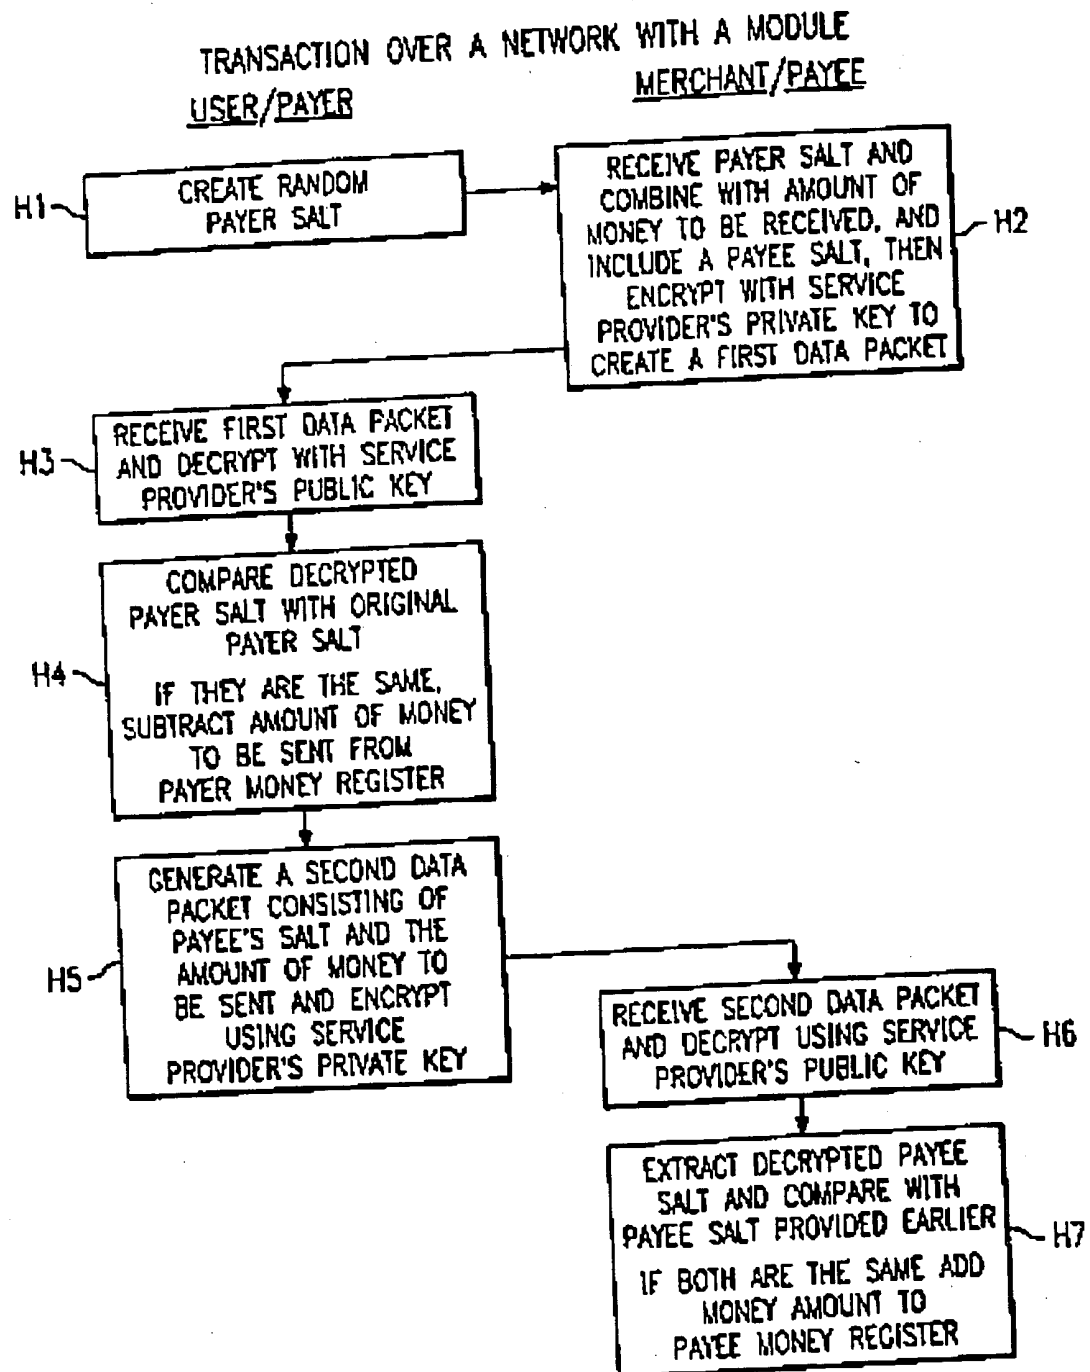 TRANSACTION OVER A NETWORK WITH A MODULE
USER/PAYER
MERCHANT/PAYEE
H1
CREATE RANDOM
PAYER SALT
RECEIVE PAYER SALT AND
COMBINE WITH AMOUNT OF
MONEY TO BE RECEIVED, AND
INCLUDE A PAYEE SALT, THEN
ENCRYPT WITH SERVICE
PROVIDER'S PRIVATE KEY TO
CREATE A FIRST DATA PACKET
H2
H3
RECEIVE FIRST DATA PACKET
AND DECRYPT WITH SERVICE
PROVIDER'S PUBLIC KEY
H4
COMPARE DECRYPTED
PAYER SALT WITH ORIGINAL
PAYER SALT
IF THEY ARE THE SAME,
SUBTRACT AMOUNT OF MONEY
TO BE SENT FROM
PAYER MONEY REGISTER
H5
GENERATE A SECOND DATA
PACKET CONSISTING OF
PAYEE'S SALT AND THE
AMOUNT OF MONEY TO
BE SENT AND ENCRYPT
USING SERVICE
PROVIDER'S PRIVATE KEY
RECEIVE SECOND DATA PACKET
AND DECRYPT USING SERVICE
PROVIDER'S PUBLIC KEY
H6
EXTRACT DECRYPTED PAYEE
SALT AND COMPARE WITH
PAYEE SALT PROVIDED EARLIER
IF BOTH ARE THE SAME ADD
MONEY AMOUNT TO
PAYEE MONEY REGISTER
H7